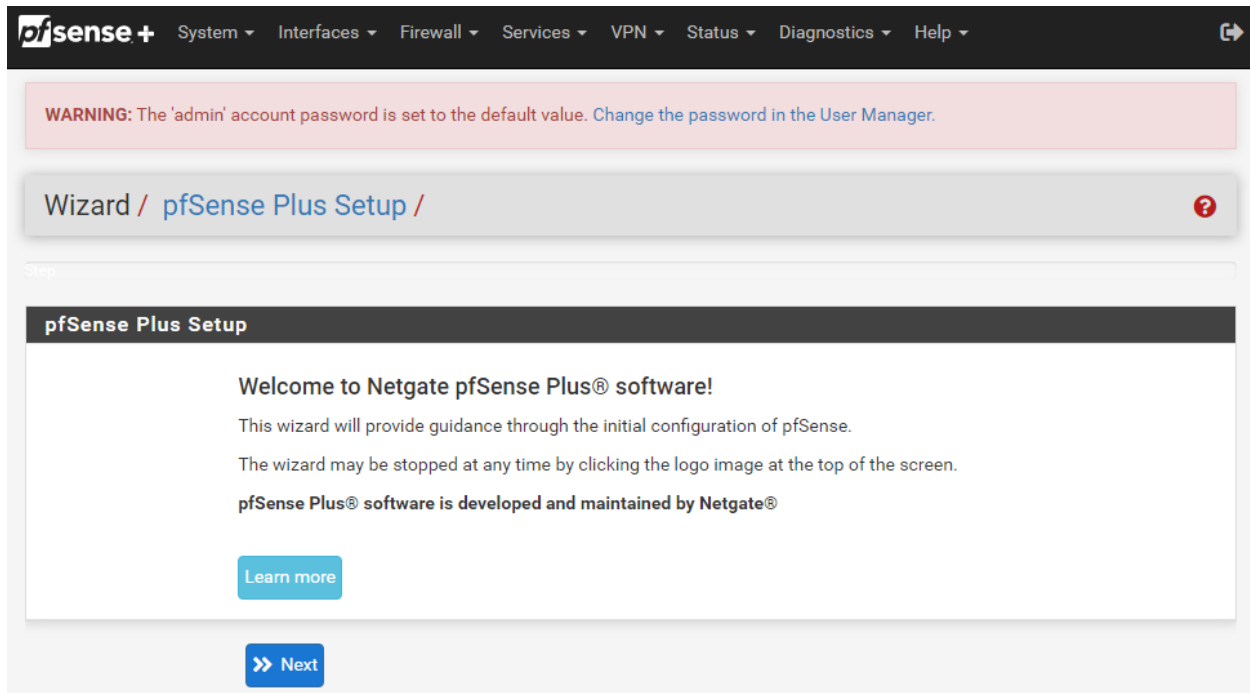 pfsense+ System Interfaces Firewall Services VPN Status Diagnostics Help
WARNING: The 'admin' account password is set to the default value. Change the password in the User Manager.
Wizard / pfSense Plus Setup /
Step
pfSense Plus Setup
Welcome to Netgate pfSense Plus® software!
This wizard will provide guidance through the initial configuration of pfSense.
The wizard may be stopped at any time by clicking the logo image at the top of the screen.
pfSense Plus® software is developed and maintained by Netgate®
Learn more
Next